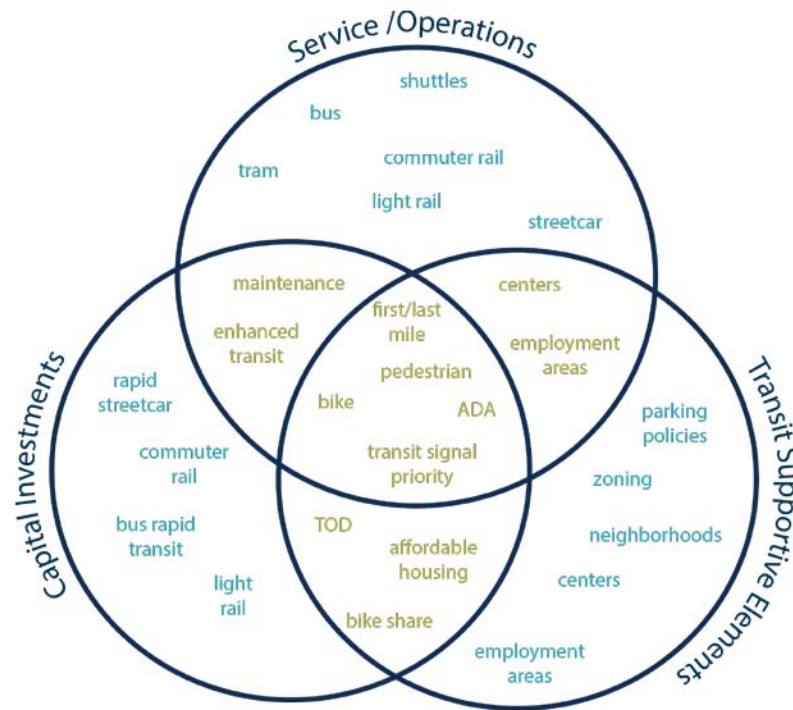 Service /Operations
shuttles
bus
commuter rail
tram
light rail
streetcar
maintenance
centers
first/last
mile
enhanced
transit
employment
areas
pedestrian
bike
ADA
transit signal
priority
Capital Investments
rapid
streetcar
commuter
rail
bus rapid
transit
light
rail
TOD
affordable
housing
bike share
Transit Supportive Elements
parking
policies
zoning
neighborhoods
centers
employment
areas